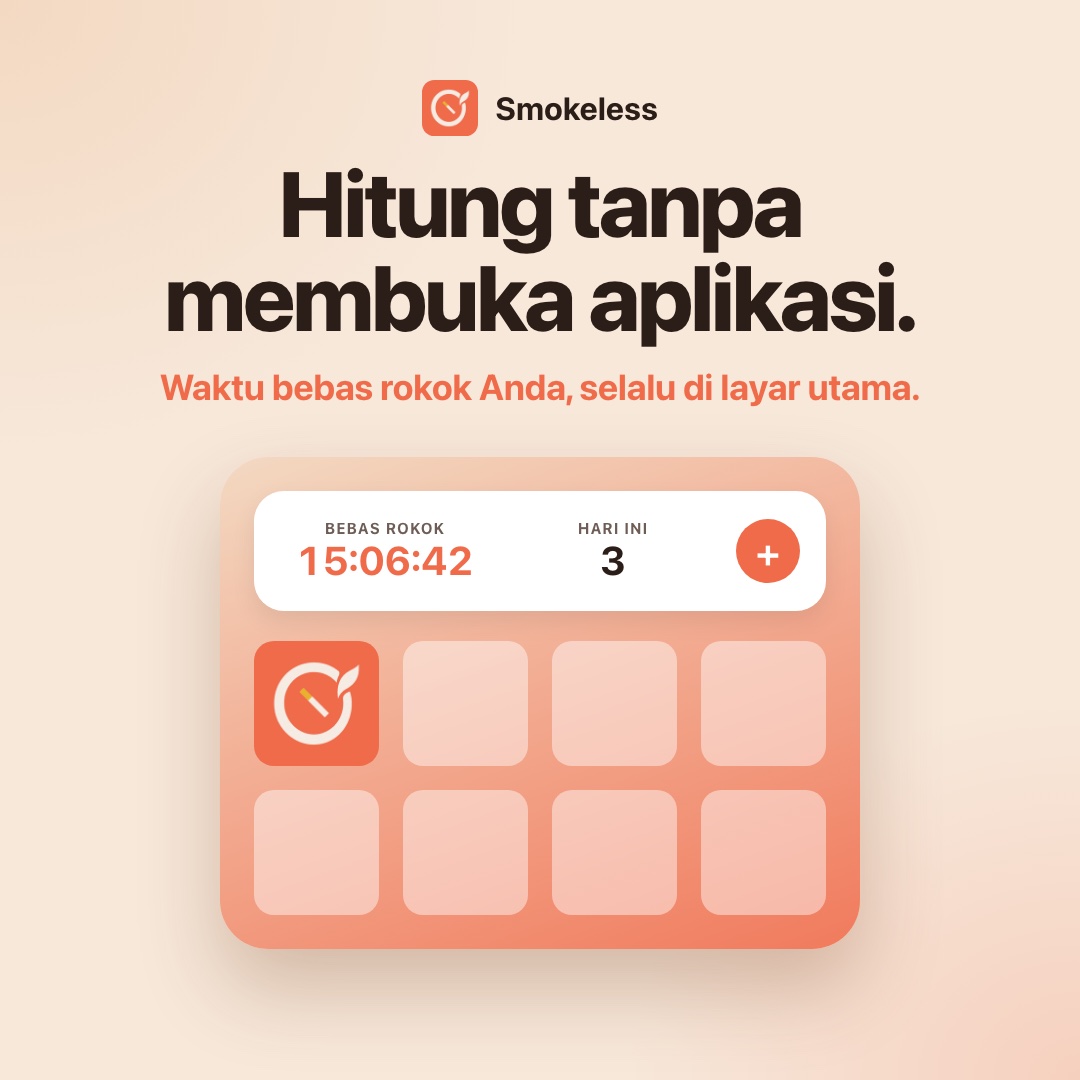 Smokeless
Hitung tanpa
membuka aplikasi.
Waktu bebas rokok Anda, selalu di layar utama.
BEBAS ROKOK
15:06:42
HARI INI
3
+